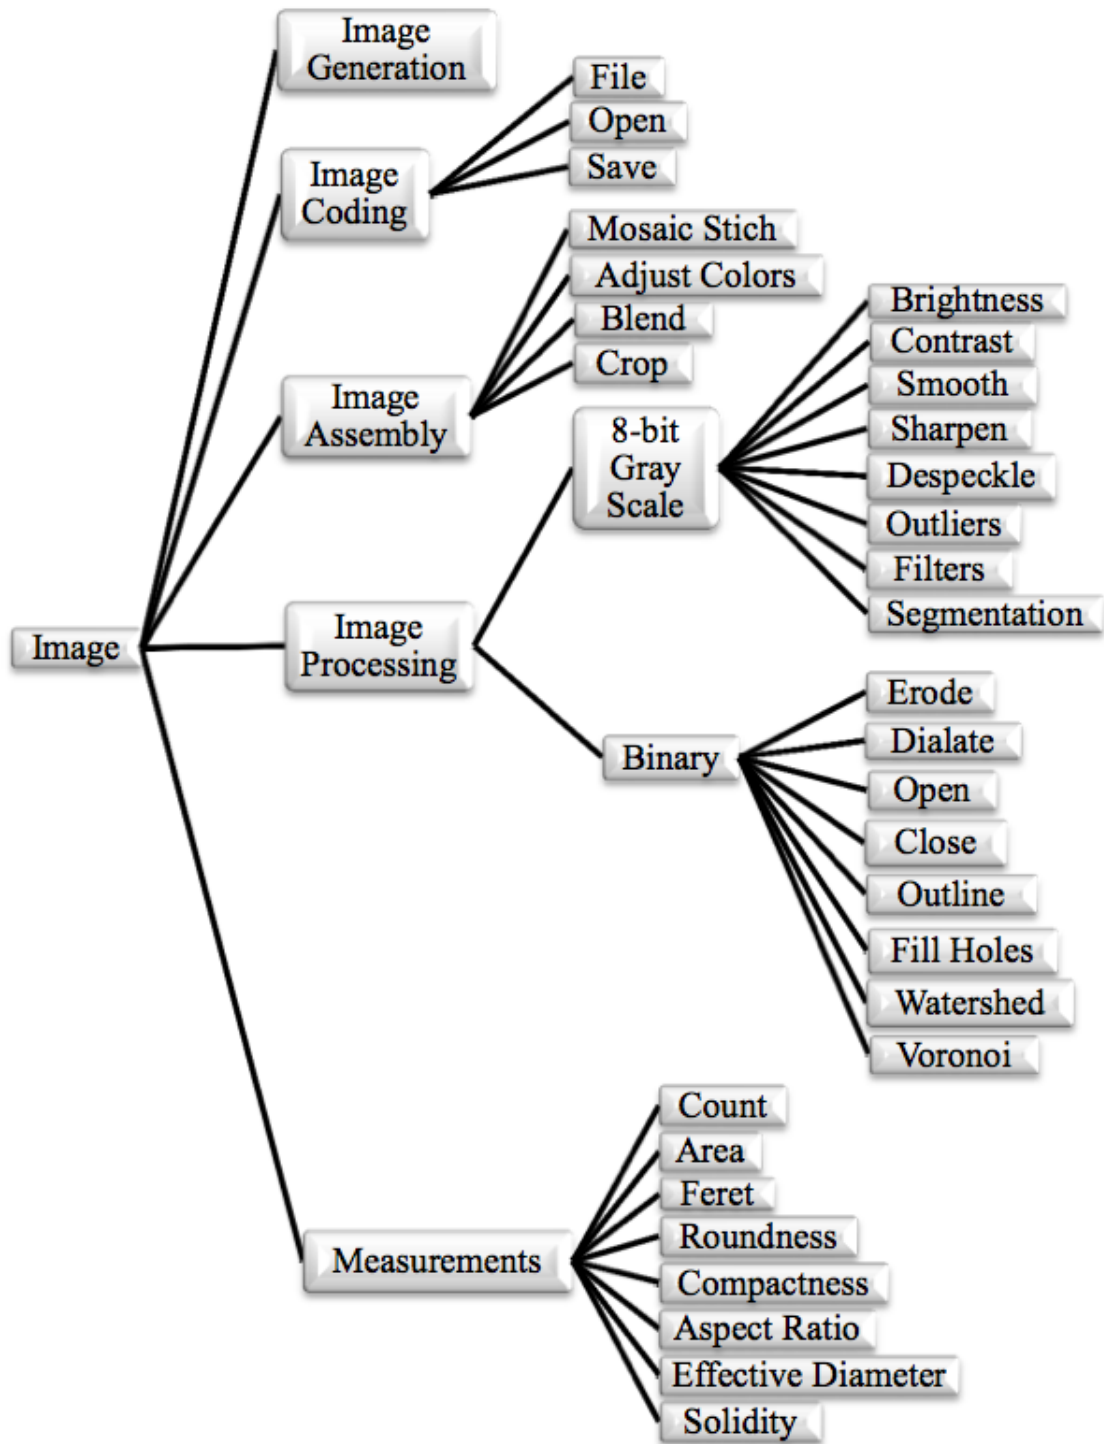 Image
Generation
File
Open
Save
Image
Coding
Mosaic Stich
Adjust Colors
Blend
Crop
Image
Assembly
Brightness
Contrast
Smooth
Sharpen
Despeckle
Outliers
Filters
Segmentation
8-bit
Gray
Scale
Image
Image
Processing
Binary
Erode
Dialate
Open
Close
Outline
Fill Holes
Watershed
Voronoi
Measurements
Count
Area
Feret
Roundness
Compactness
Aspect Ratio
Effective Diameter
Solidity